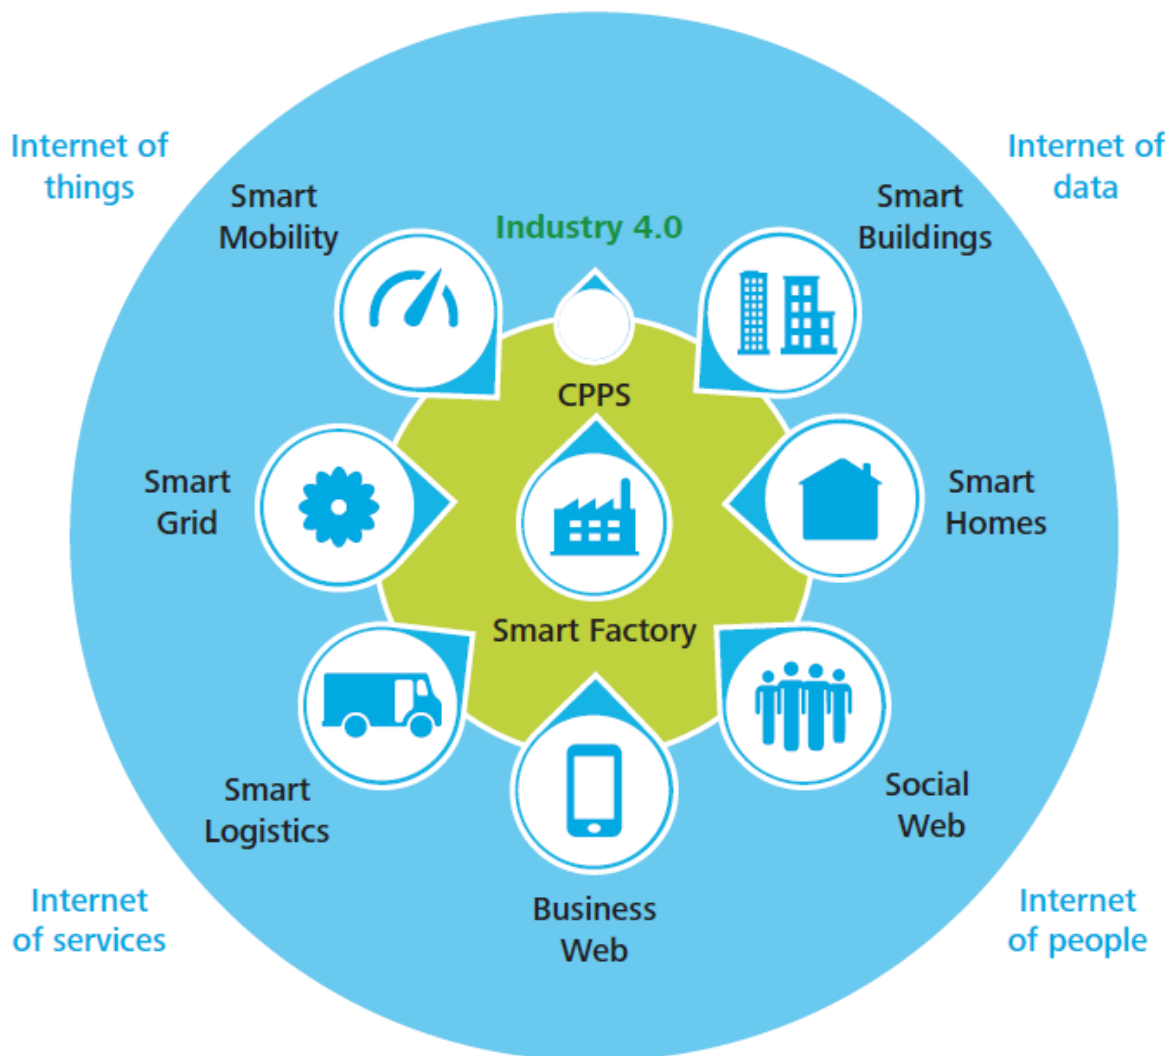 Internet of
things
Internet of
data
Smart
Mobility
Industry 4.0
Smart
Buildings
CPPS
Smart
Grid
Smart
Homes
Smart Factory
Smart
Logistics
Social
Web
Business
Web
Internet
of services
Internet
of people